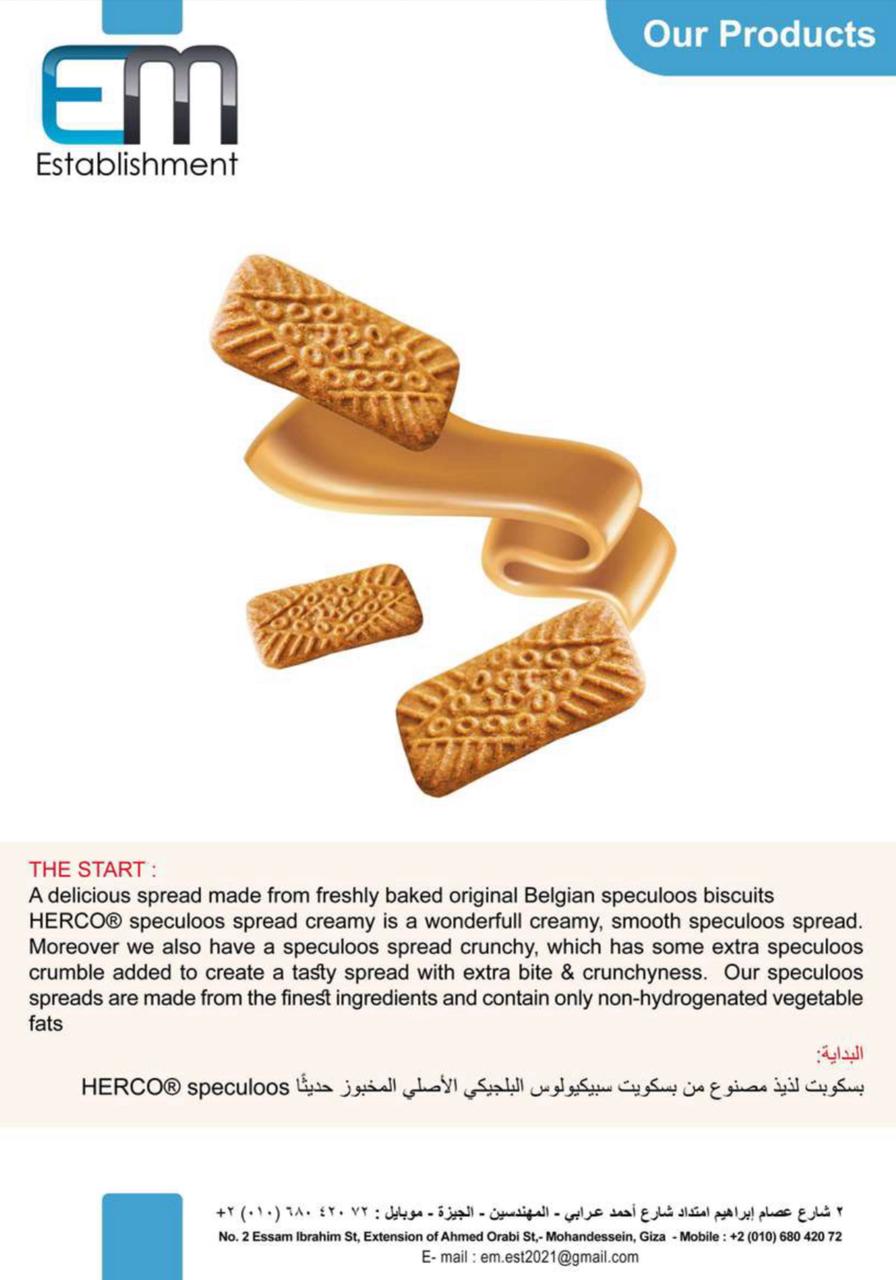 Our Products
EM
Establishment
THE START :
A delicious spread made from freshly baked original Belgian speculoos biscuits
HERCO® speculoos spread creamy is a wonderfull creamy, smooth speculoos spread.
Moreover we also have a speculoos spread crunchy, which has some extra speculoos
crumble added to create a tasty spread with extra bite & crunchyness. Our speculoos
spreads are made from the finest ingredients and contain only non-hydrogenated vegetable
fats
البداية:
بسكوبت لذيذ مصنوع من بسكويت سبيكيولوس البلجيكي الأصلي المخبوز حديثًا HERCO® speculoos
٢ شارع عصام إبراهيم امتداد شارع أحمد عرابي - المهندسين - الجيزة - موبايل : ٧٢ ٤٢٠ ٦٨٠ (٠١٠) ٢+
No. 2 Essam Ibrahim St, Extension of Ahmed Orabi St,- Mohandessein, Giza - Mobile : +2 (010) 680 420 72
E- mail : em.est2021@gmail.com